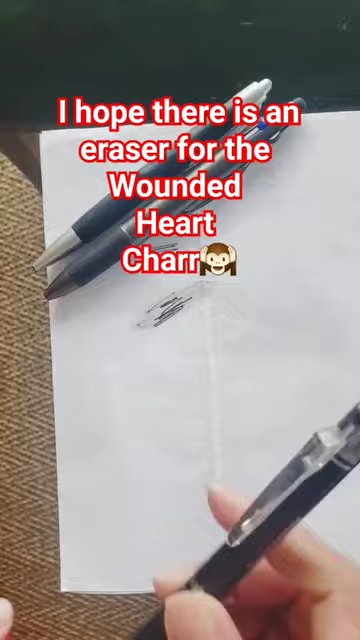 I hope there is an
eraser for the
Wounded
Heart
Charr🙉